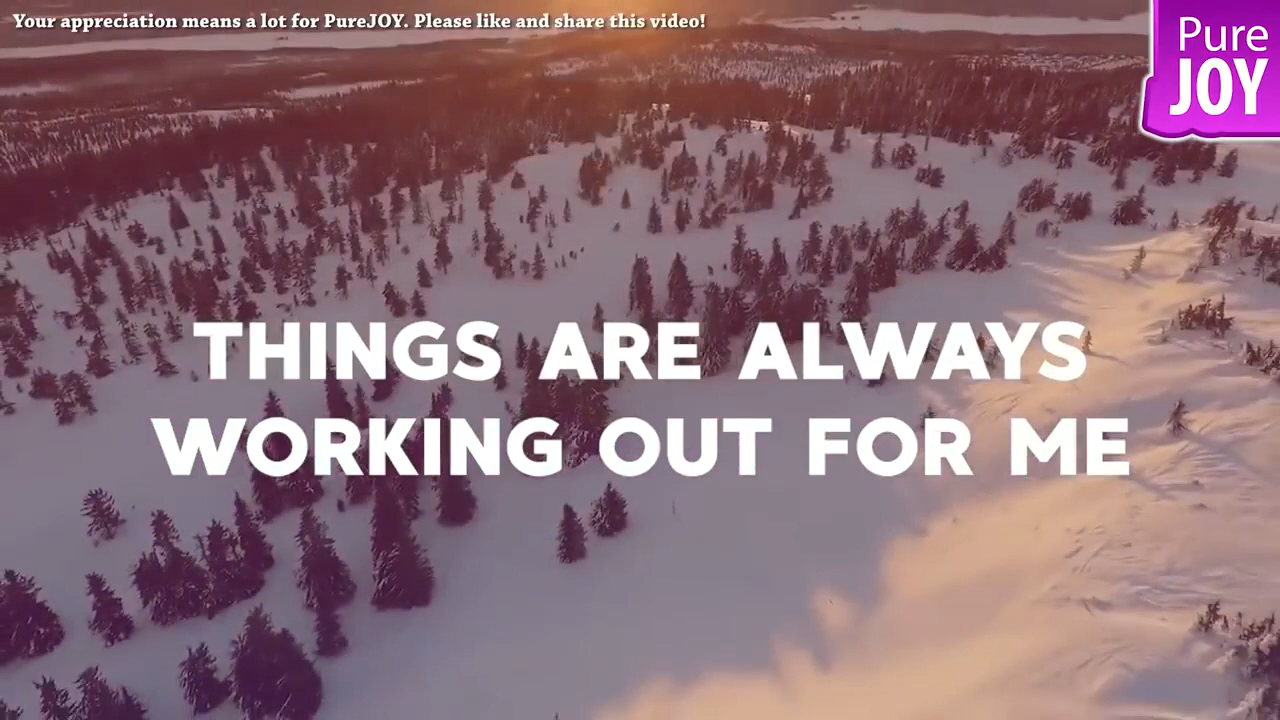 Your appreciation means a lot for PureJOY. Please like and share this video!
Pure
JOY
THINGS ARE ALWAYS
WORKING OUT FOR ME